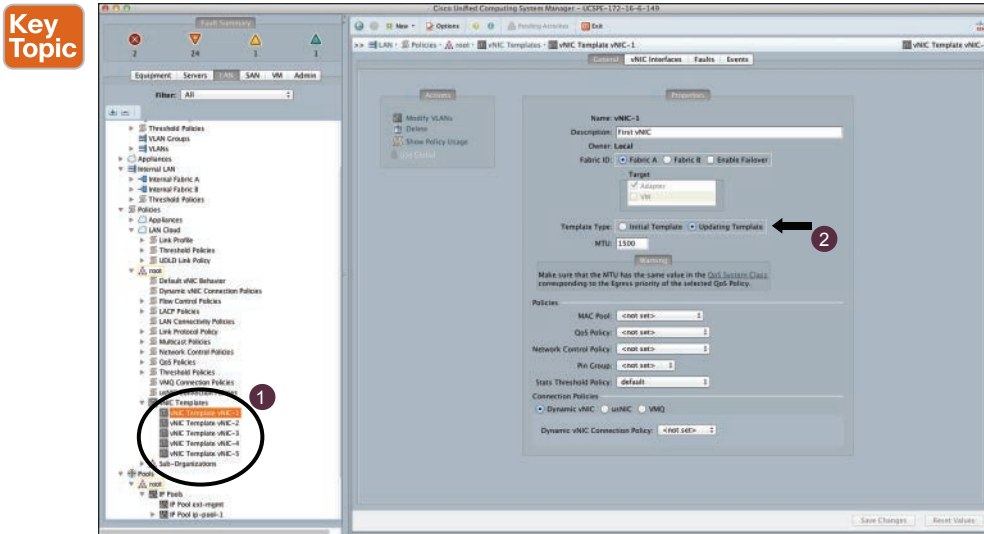 Key
Topic
Cisco Unified Computing System Manager - UCSPE-172-16-6-149
Fault Summary
2 24 1 1
New Options Pending Activities Exit
>> LAN Policies root vNIC Templates vNIC Template vNIC-1
vNIC Template vNIC-
Equipment Servers LAN SAN VM Admin
Filter: All
General vNIC Interfaces Faults Events
Threshold Policies
VLAN Groups
VLANs
Appliances
Internal LAN
Internal Fabric A
Internal Fabric B
Threshold Policies
Policies
Appliances
LAN Cloud
Link Profile
Threshold Policies
UDLD Link Policy
root
Default vNIC Behavior
Dynamic vNIC Connection Policies
Flow Control Policies
LACP Policies
LAN Connectivity Policies
Link Protocol Policy
Multicast Policies
Network Control Policies
QoS Policies
Threshold Policies
VMQ Connection Policies
vNIC Templates
vNIC Template vNIC-1
vNIC Template vNIC-2
vNIC Template vNIC-3
vNIC Template vNIC-4
vNIC Template vNIC-5
Sub-Organizations
Pools
root
IP Pools
IP Pool ext-mgmt
IP Pool ip-pool-1
1
Actions
Modify VLANs
Delete
Show Policy Usage
Use Global
Properties
Name: vNIC-1
Description: First vNIC
Owner: Local
Fabric ID: Fabric A Fabric B Enable Failover
Target
Adapter
VM
Template Type: Initial Template Updating Template
2
MTU: 1500
Warning
Make sure that the MTU has the same value in the QoS System Class
corresponding to the Egress priority of the selected QoS Policy.
Policies
MAC Pool: <not set>
QoS Policy: <not set>
Network Control Policy: <not set>
Pin Group: <not set>
Stats Threshold Policy: default
Connection Policies
Dynamic vNIC usNIC VMQ
Dynamic vNIC Connection Policy: <not set>
Save Changes Reset Values